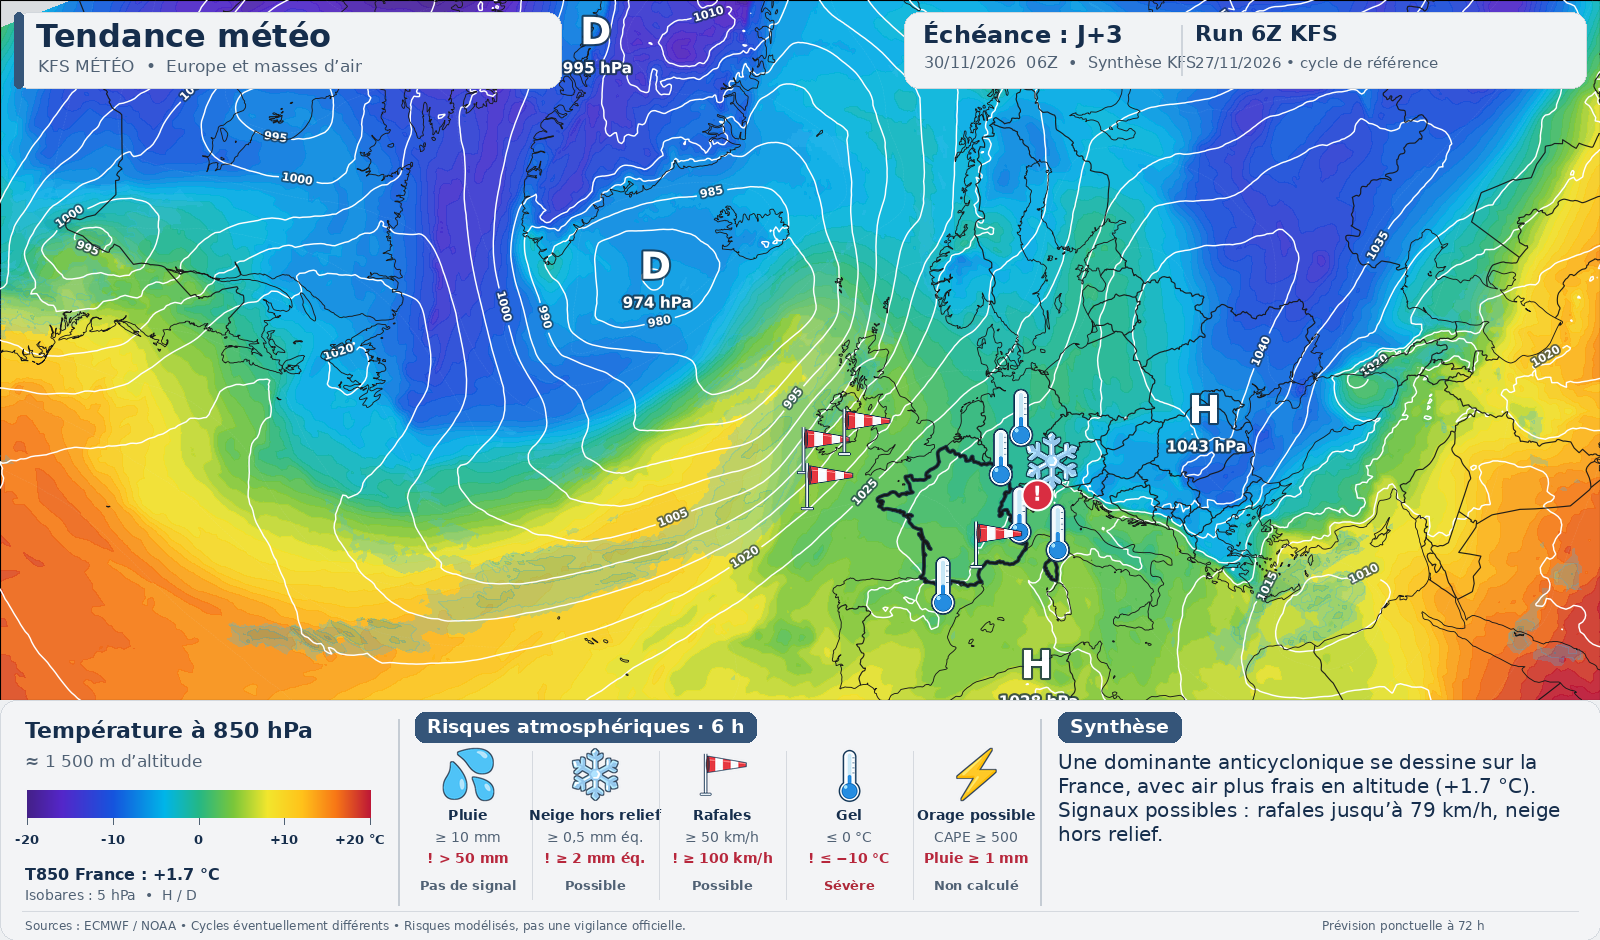 Tendance météo
KFS MÉTÉO • Europe et masses d’air
Échéance : J+3
30/11/2026 06Z • Synthèse KFS
Run 6Z KFS
27/11/2026 • cycle de référence
D
995 hPa
1010
995
1000
1000
995
985
D
974 hPa
980
1000
990
1020
995
1035
1040
1020
1020
H
1043 hPa
!
1025
1005
1020
1015
1010
H
1028 hPa
Température à 850 hPa
≈ 1 500 m d’altitude
-20 -10 0 +10 +20 °C
T850 France : +1.7 °C
Isobares : 5 hPa • H / D
Risques atmosphériques · 6 h
Pluie
≥ 10 mm
! > 50 mm
Pas de signal
Neige hors relief
≥ 0,5 mm éq.
! ≥ 2 mm éq.
Possible
Rafales
≥ 50 km/h
! ≥ 100 km/h
Possible
Gel
≤ 0 °C
! ≤ −10 °C
Sévère
Orage possible
CAPE ≥ 500
Pluie ≥ 1 mm
Non calculé
Synthèse
Une dominante anticyclonique se dessine sur la
France, avec air plus frais en altitude (+1.7 °C).
Signaux possibles : rafales jusqu’à 79 km/h, neige
hors relief.
Sources : ECMWF / NOAA • Cycles éventuellement différents • Risques modélisés, pas une vigilance officielle.
Prévision ponctuelle à 72 h